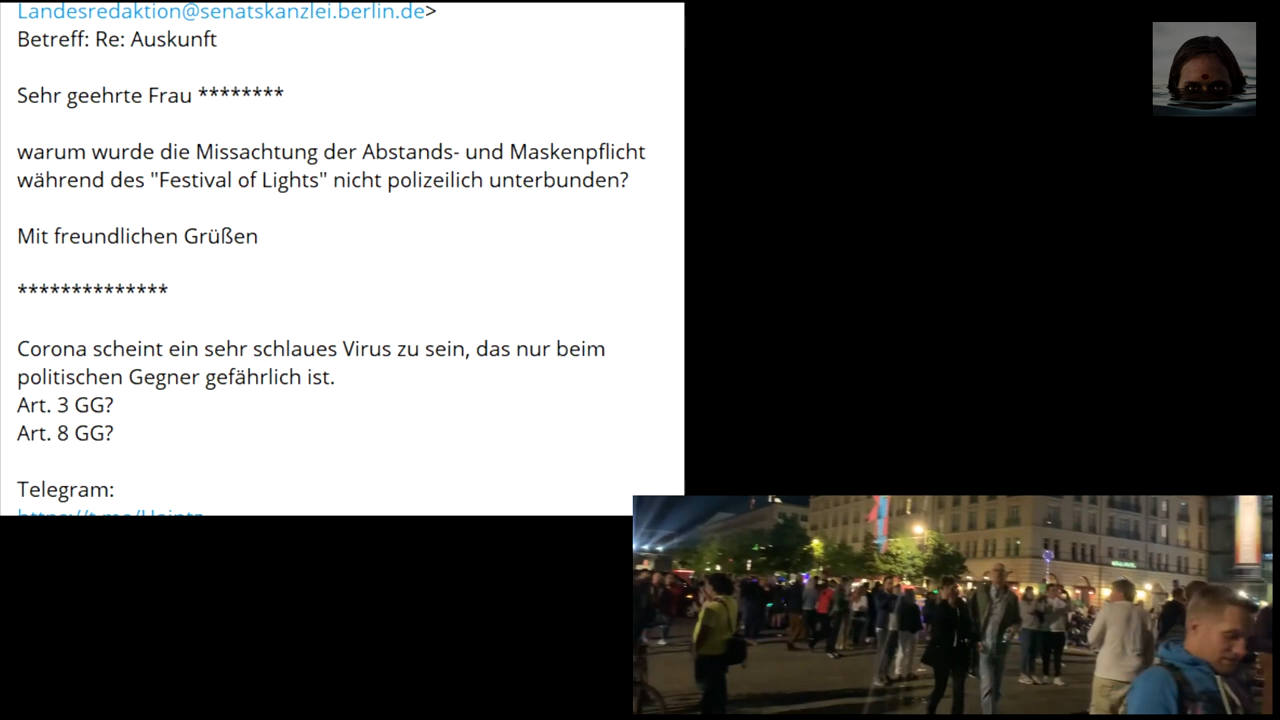 Landesredaktion@senatskanzlei.berlin.de>
Betreff: Re: Auskunft
Sehr geehrte Frau ********
warum wurde die Missachtung der Abstands- und Maskenpflicht
während des "Festival of Lights" nicht polizeilich unterbunden?
Mit freundlichen Grüßen
**************
Corona scheint ein sehr schlaues Virus zu sein, das nur beim
politischen Gegner gefährlich ist.
Art. 3 GG?
Art. 8 GG?
Telegram: